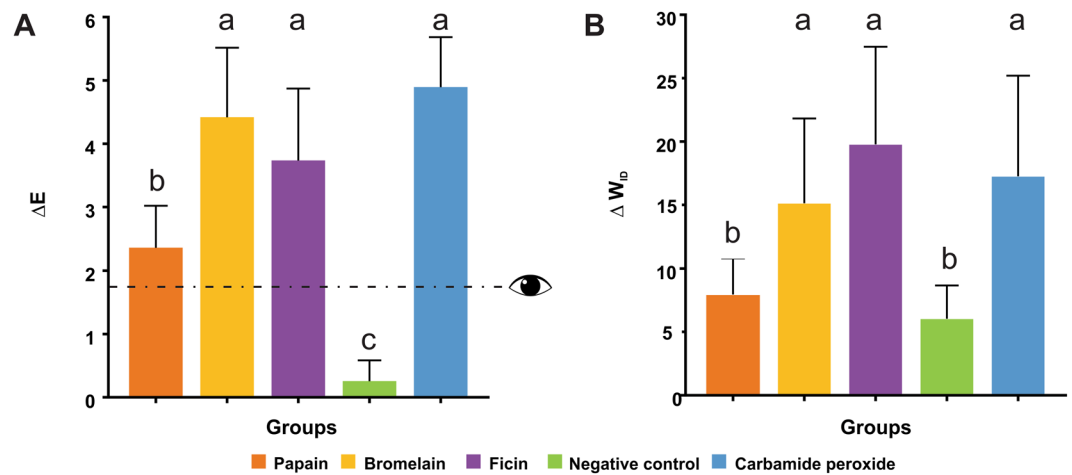 A
6
5
4
3
2
1
0
ΔE
b
a
a
c
a
Groups
B
30
25
20
15
10
5
0
Δ W_ID
b
a
a
b
a
Groups
Papain Bromelain Ficin Negative control Carbamide peroxide